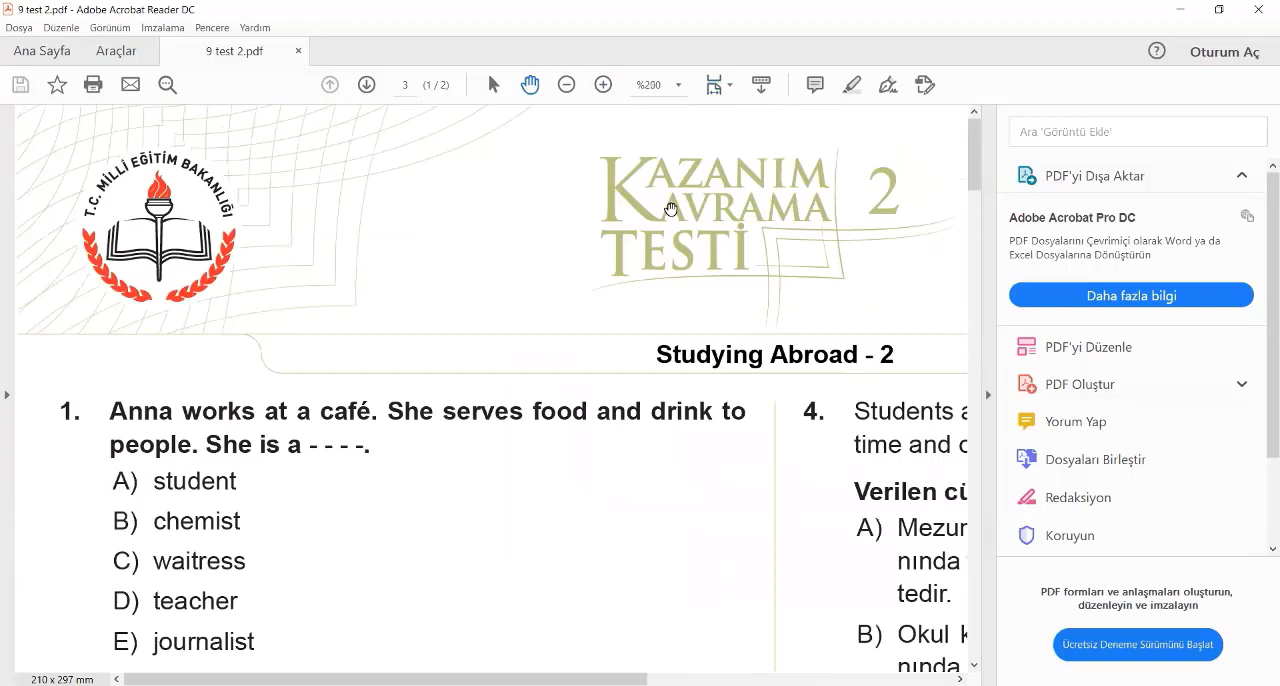 9 test 2.pdf - Adobe Acrobat Reader DC
Dosya Düzenle Görünüm İmzalama Pencere Yardım
Ana Sayfa Araçlar 9 test 2.pdf × ? Oturum Aç
3 (1 / 2) %200
T.C. MİLLİ EĞİTİM BAKANLIĞI
KAZANIM
KAVRAMA
TESTİ
2
Studying Abroad - 2
1. Anna works at a café. She serves food and drink to
people. She is a - - - -.
A) student
B) chemist
C) waitress
D) teacher
E) journalist
4. Students
time and
Verilen cü
A) Mezun
nında
tedir.
B) Okul
nında
210 x 297 mm
Ara 'Görüntü Ekle'
PDF'yi Dışa Aktar
Adobe Acrobat Pro DC
PDF Dosyalarını Çevrimiçi olarak Word ya da
Excel Dosyalarına Dönüştürün
Daha fazla bilgi
PDF'yi Düzenle
PDF Oluştur
Yorum Yap
Dosyaları Birleştir
Redaksiyon
Koruyun
PDF formları ve anlaşmaları oluşturun,
düzenleyin ve imzalayın
Ücretsiz Deneme Sürümünü Başlat